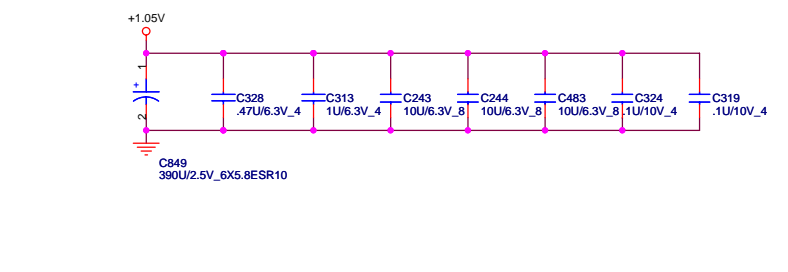 +1.05V
1
+
2
C328
.47U/6.3V_4
C313
1U/6.3V_4
C243
10U/6.3V_8
C244
10U/6.3V_8
C483
10U/6.3V_8
C324
.1U/10V_4
C319
.1U/10V_4
C849
390U/2.5V_6X5.8ESR10